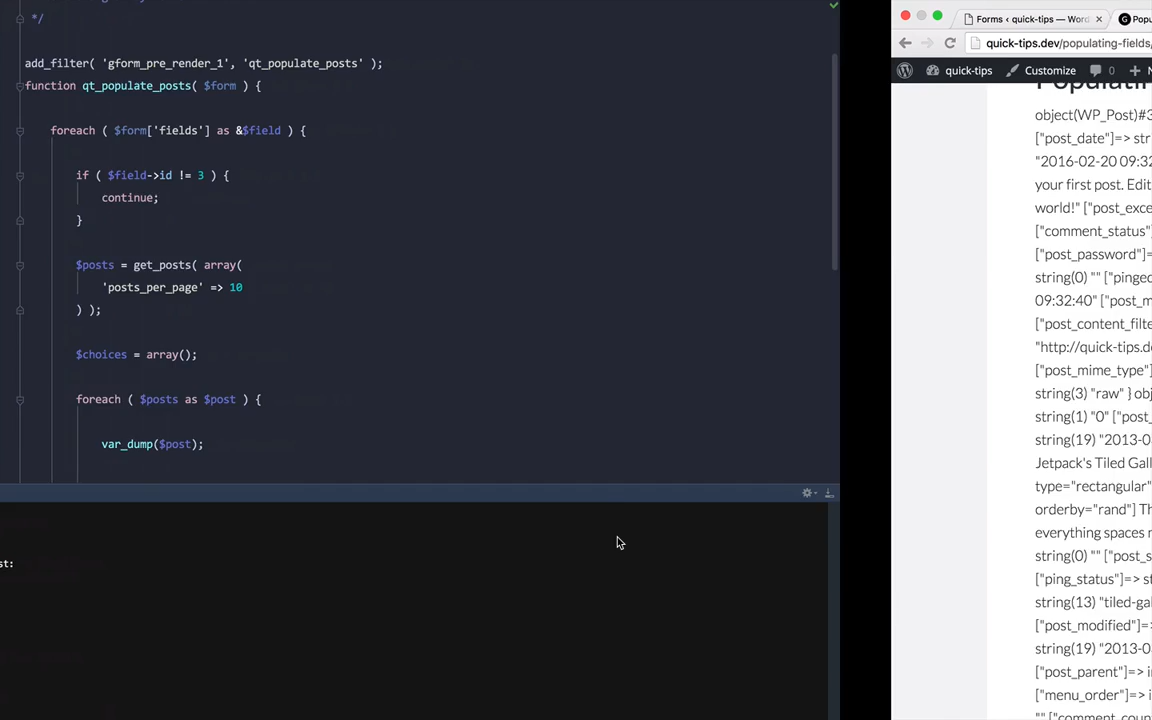 */
add_filter( 'gform_pre_render_1', 'qt_populate_posts' );
function qt_populate_posts( $form ) {
foreach ( $form['fields'] as &$field ) {
if ( $field->id != 3 ) {
continue;
}
$posts = get_posts( array(
'posts_per_page' => 10
) );
$choices = array();
foreach ( $posts as $post ) {
var_dump($post);
st:
Forms ‹ quick-tips — Word
Popu
quick-tips.dev/populating-fields/
quick-tips
Customize
0
N
Populatin
object(WP_Post)#3
["post_date"]=> str
"2016-02-20 09:32
your first post. Edit
world!" ["post_exce
["comment_status"]
["post_password"]=
string(0) "" ["pinged
09:32:40" ["post_m
["post_content_filte
"http://quick-tips.de
["post_mime_type"]
string(3) "raw" } obj
string(1) "0" ["post_
string(19) "2013-0
Jetpack's Tiled Gall
type="rectangular"
orderby="rand"] Th
everything spaces n
string(0) "" ["post_s
["ping_status"]=> st
string(13) "tiled-gal
["post_modified"]=>
string(19) "2013-0
["post_parent"]=> i
["menu_order"]=> i
"" ["comment_coun